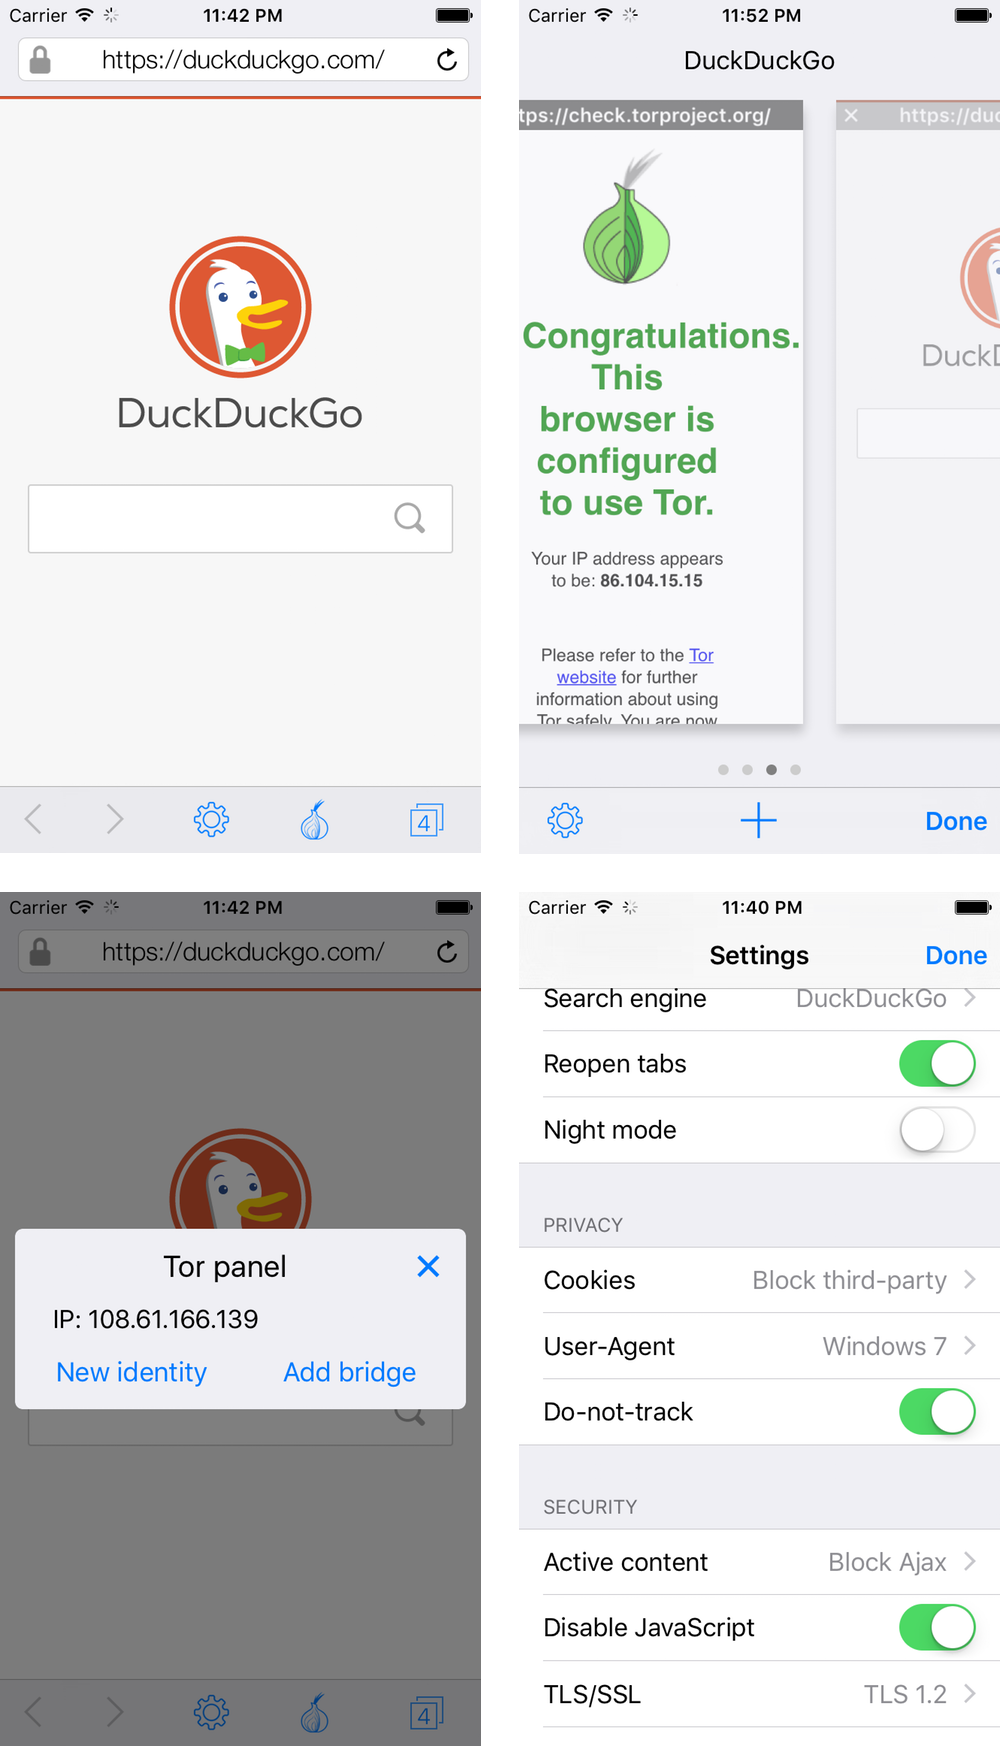 Carrier 11:42 PM
https://duckduckgo.com/
DuckDuckGo
4
Carrier 11:52 PM
DuckDuckGo
tps://check.torproject.org/
Congratulations.
This
browser is
configured
to use Tor.
Your IP address appears
to be: 86.104.15.15
Please refer to the Tor
website for further
information about using
Tor safely. You are now
× https://duc
DuckD
Done
Carrier 11:42 PM
https://duckduckgo.com/
Tor panel
IP: 108.61.166.139
New identity Add bridge
4
Carrier 11:40 PM
Settings Done
Search engine DuckDuckGo
Reopen tabs
Night mode
PRIVACY
Cookies Block third-party
User-Agent Windows 7
Do-not-track
SECURITY
Active content Block Ajax
Disable JavaScript
TLS/SSL TLS 1.2